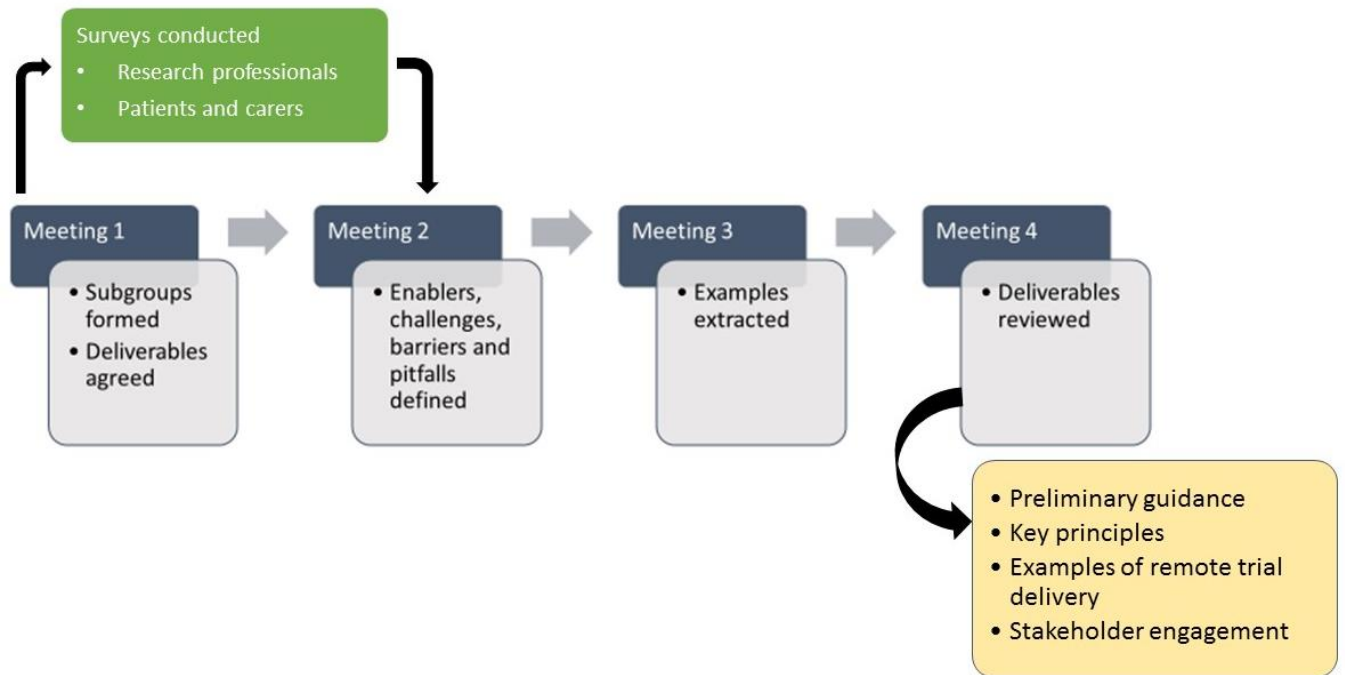 Surveys conducted
• Research professionals
• Patients and carers
Meeting 1
• Subgroups
formed
• Deliverables
agreed
Meeting 2
• Enablers,
challenges,
barriers and
pitfalls
defined
Meeting 3
• Examples
extracted
Meeting 4
• Deliverables
reviewed
• Preliminary guidance
• Key principles
• Examples of remote trial
delivery
• Stakeholder engagement